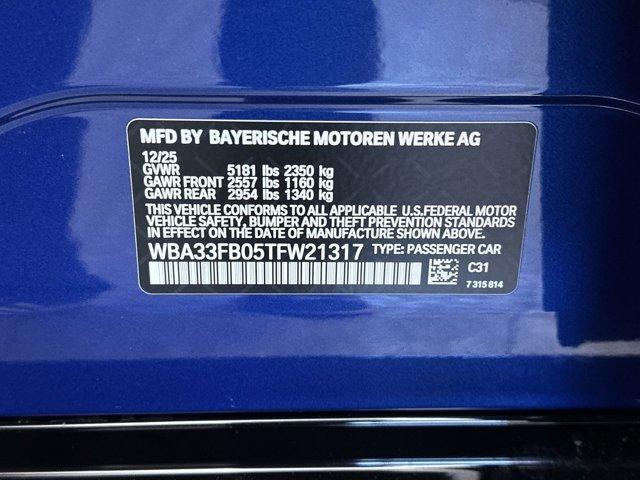 MFD BY BAYERISCHE MOTOREN WERKE AG
12/25
GVWR 5181 lbs 2350 kg
GAWR FRONT 2557 lbs 1160 kg
GAWR REAR 2954 lbs 1340 kg
THIS VEHICLE CONFORMS TO ALL APPLICABLE U.S.FEDERAL MOTOR
VEHICLE SAFETY, BUMPER AND THEFT PREVENTION STANDARDS
IN EFFECT ON THE DATE OF MANUFACTURE SHOWN ABOVE.
WBA33FB05TFW21317 TYPE: PASSENGER CAR
C31
7 315 814